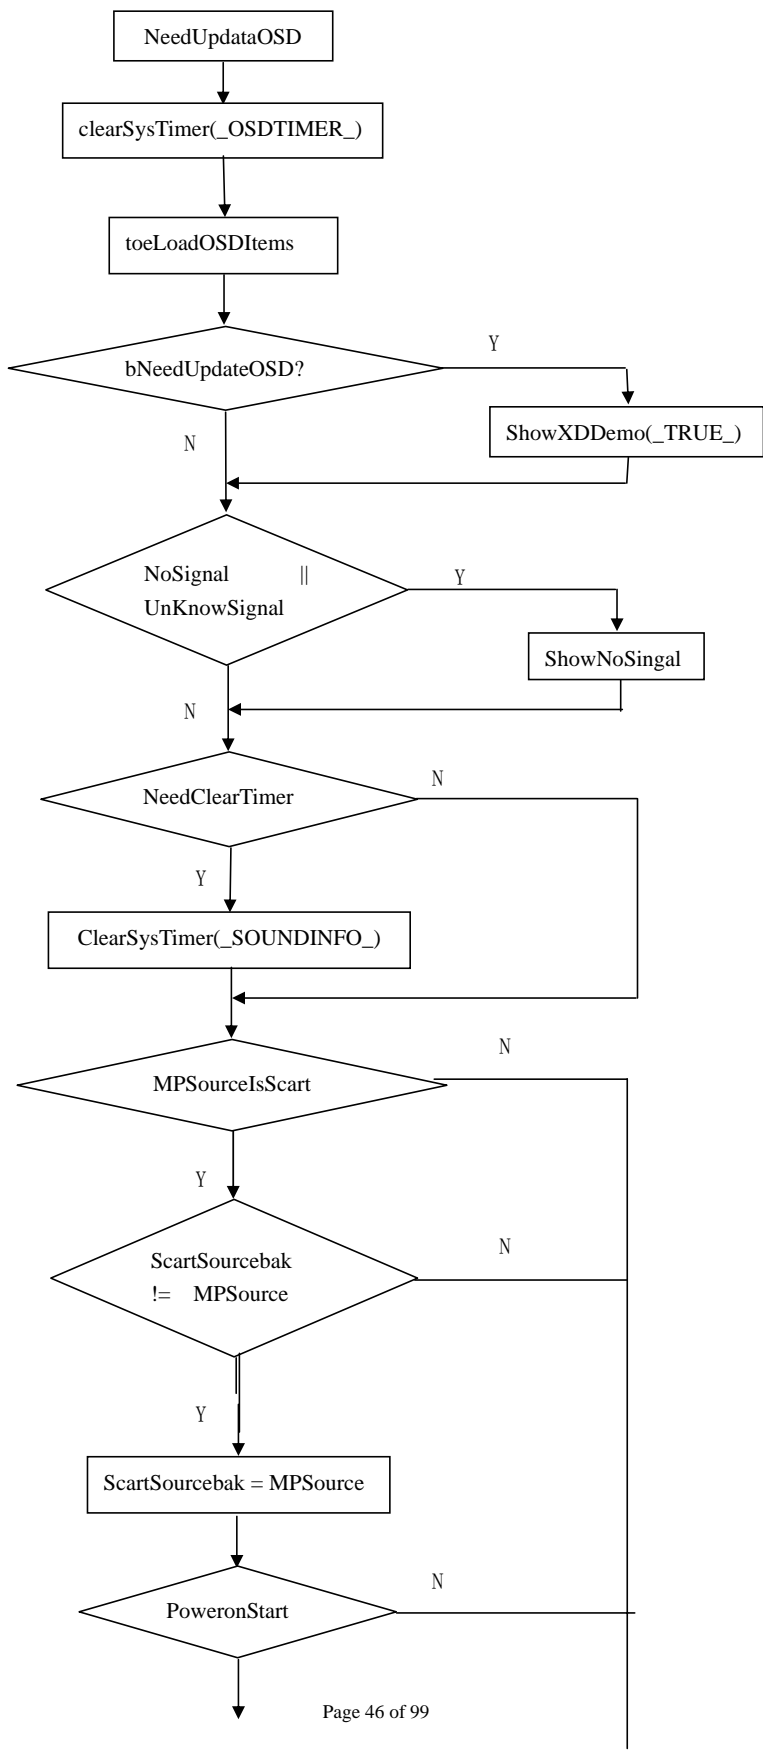 NeedUpdataOSD
clearSysTimer(_OSDTIMER_)
toeLoadOSDItems
Y
bNeedUpdateOSD?
ShowXDDemo(_TRUE_)
N
NoSignal ||
UnKnowSignal
Y
ShowNoSingal
N
N
NeedClearTimer
Y
ClearSysTimer(_SOUNDINFO_)
N
MPSourceIsScart
Y
N
ScartSourcebak
!= MPSource
Y
ScartSourcebak = MPSource
N
PoweronStart
Page 46 of 99